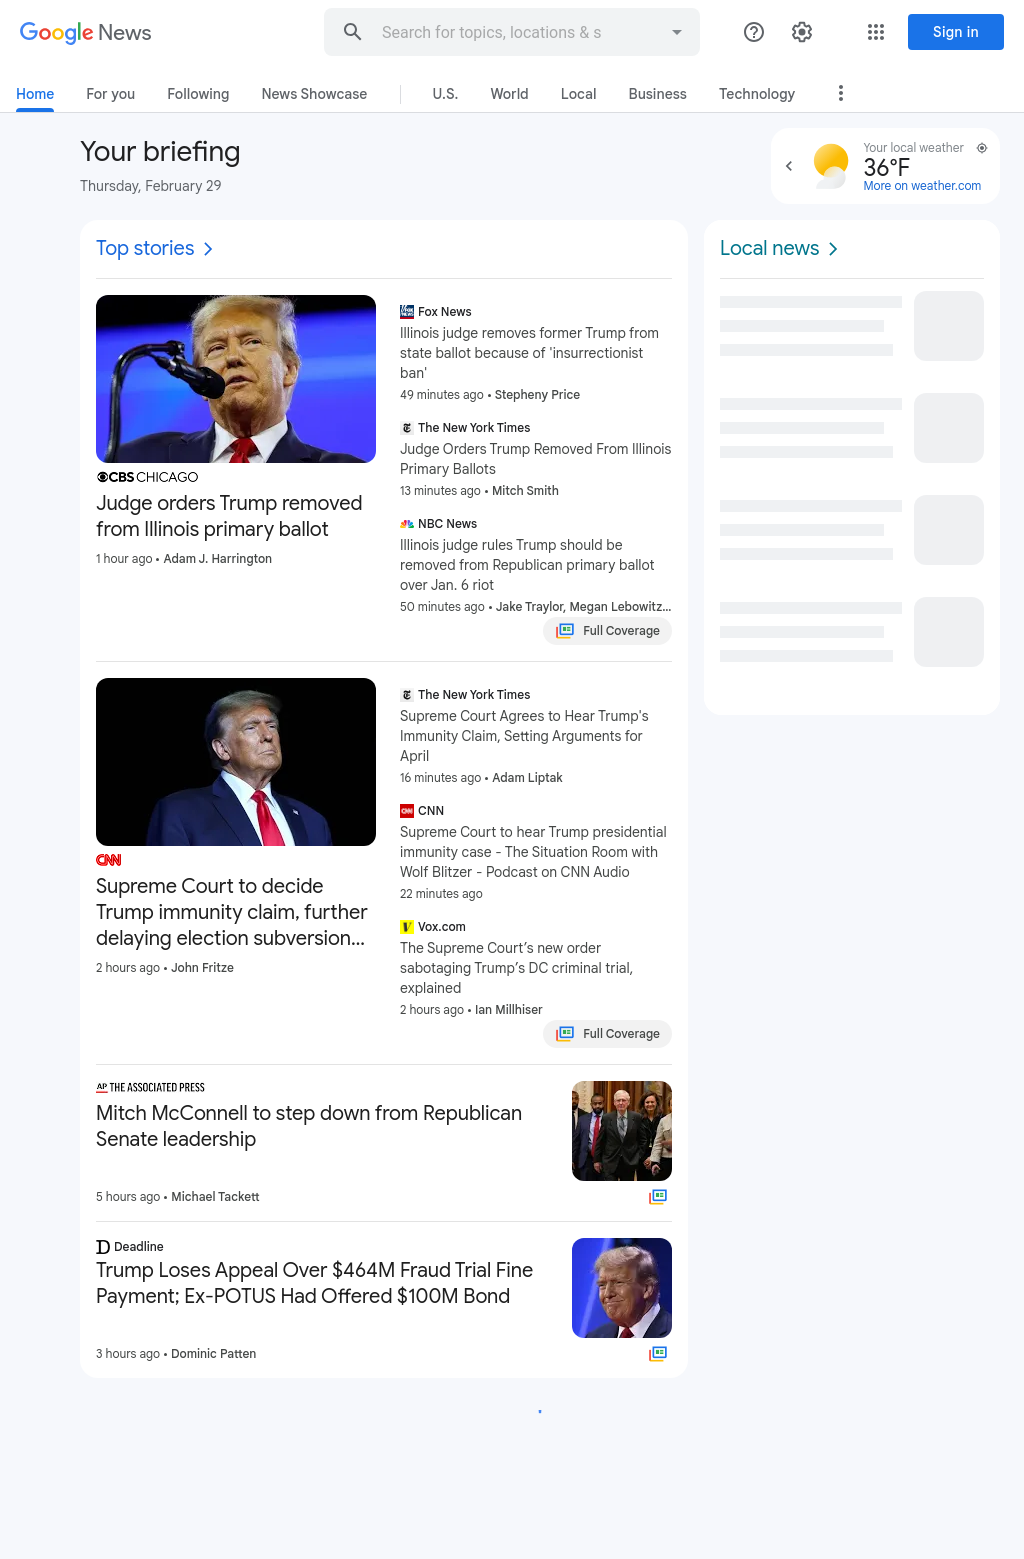 Google News
Search for topics, locations & s
Sign in
Home
For you
Following
News Showcase
U.S.
World
Local
Business
Technology
Your briefing
Thursday, February 29
Your local weather
36°F
More on weather.com
Top stories
CBS CHICAGO
Judge orders Trump removed
from Illinois primary ballot
1 hour ago • Adam J. Harrington
Fox News
Illinois judge removes former Trump from
state ballot because of 'insurrectionist
ban'
49 minutes ago • Stepheny Price
The New York Times
Judge Orders Trump Removed From Illinois
Primary Ballots
13 minutes ago • Mitch Smith
NBC News
Illinois judge rules Trump should be
removed from Republican primary ballot
over Jan. 6 riot
50 minutes ago • Jake Traylor, Megan Lebowitz…
Full Coverage
CNN
Supreme Court to decide
Trump immunity claim, further
delaying election subversion…
2 hours ago • John Fritze
The New York Times
Supreme Court Agrees to Hear Trump's
Immunity Claim, Setting Arguments for
April
16 minutes ago • Adam Liptak
CNN
Supreme Court to hear Trump presidential
immunity case - The Situation Room with
Wolf Blitzer - Podcast on CNN Audio
22 minutes ago
Vox.com
The Supreme Court’s new order
sabotaging Trump’s DC criminal trial,
explained
2 hours ago • Ian Millhiser
Full Coverage
AP THE ASSOCIATED PRESS
Mitch McConnell to step down from Republican
Senate leadership
5 hours ago • Michael Tackett
D Deadline
Trump Loses Appeal Over $464M Fraud Trial Fine
Payment; Ex-POTUS Had Offered $100M Bond
3 hours ago • Dominic Patten
Local news